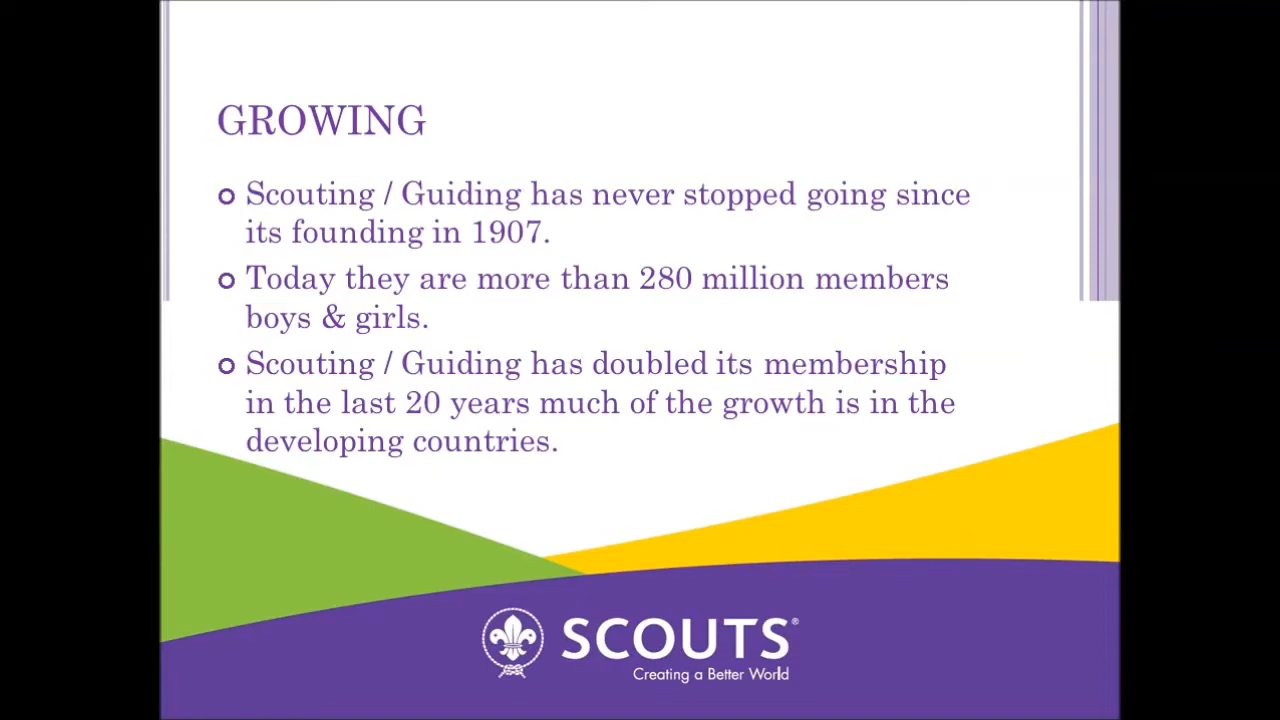 GROWING
Scouting / Guiding has never stopped going since
its founding in 1907.
Today they are more than 280 million members
boys & girls.
Scouting / Guiding has doubled its membership
in the last 20 years much of the growth is in the
developing countries.
SCOUTS®
Creating a Better World